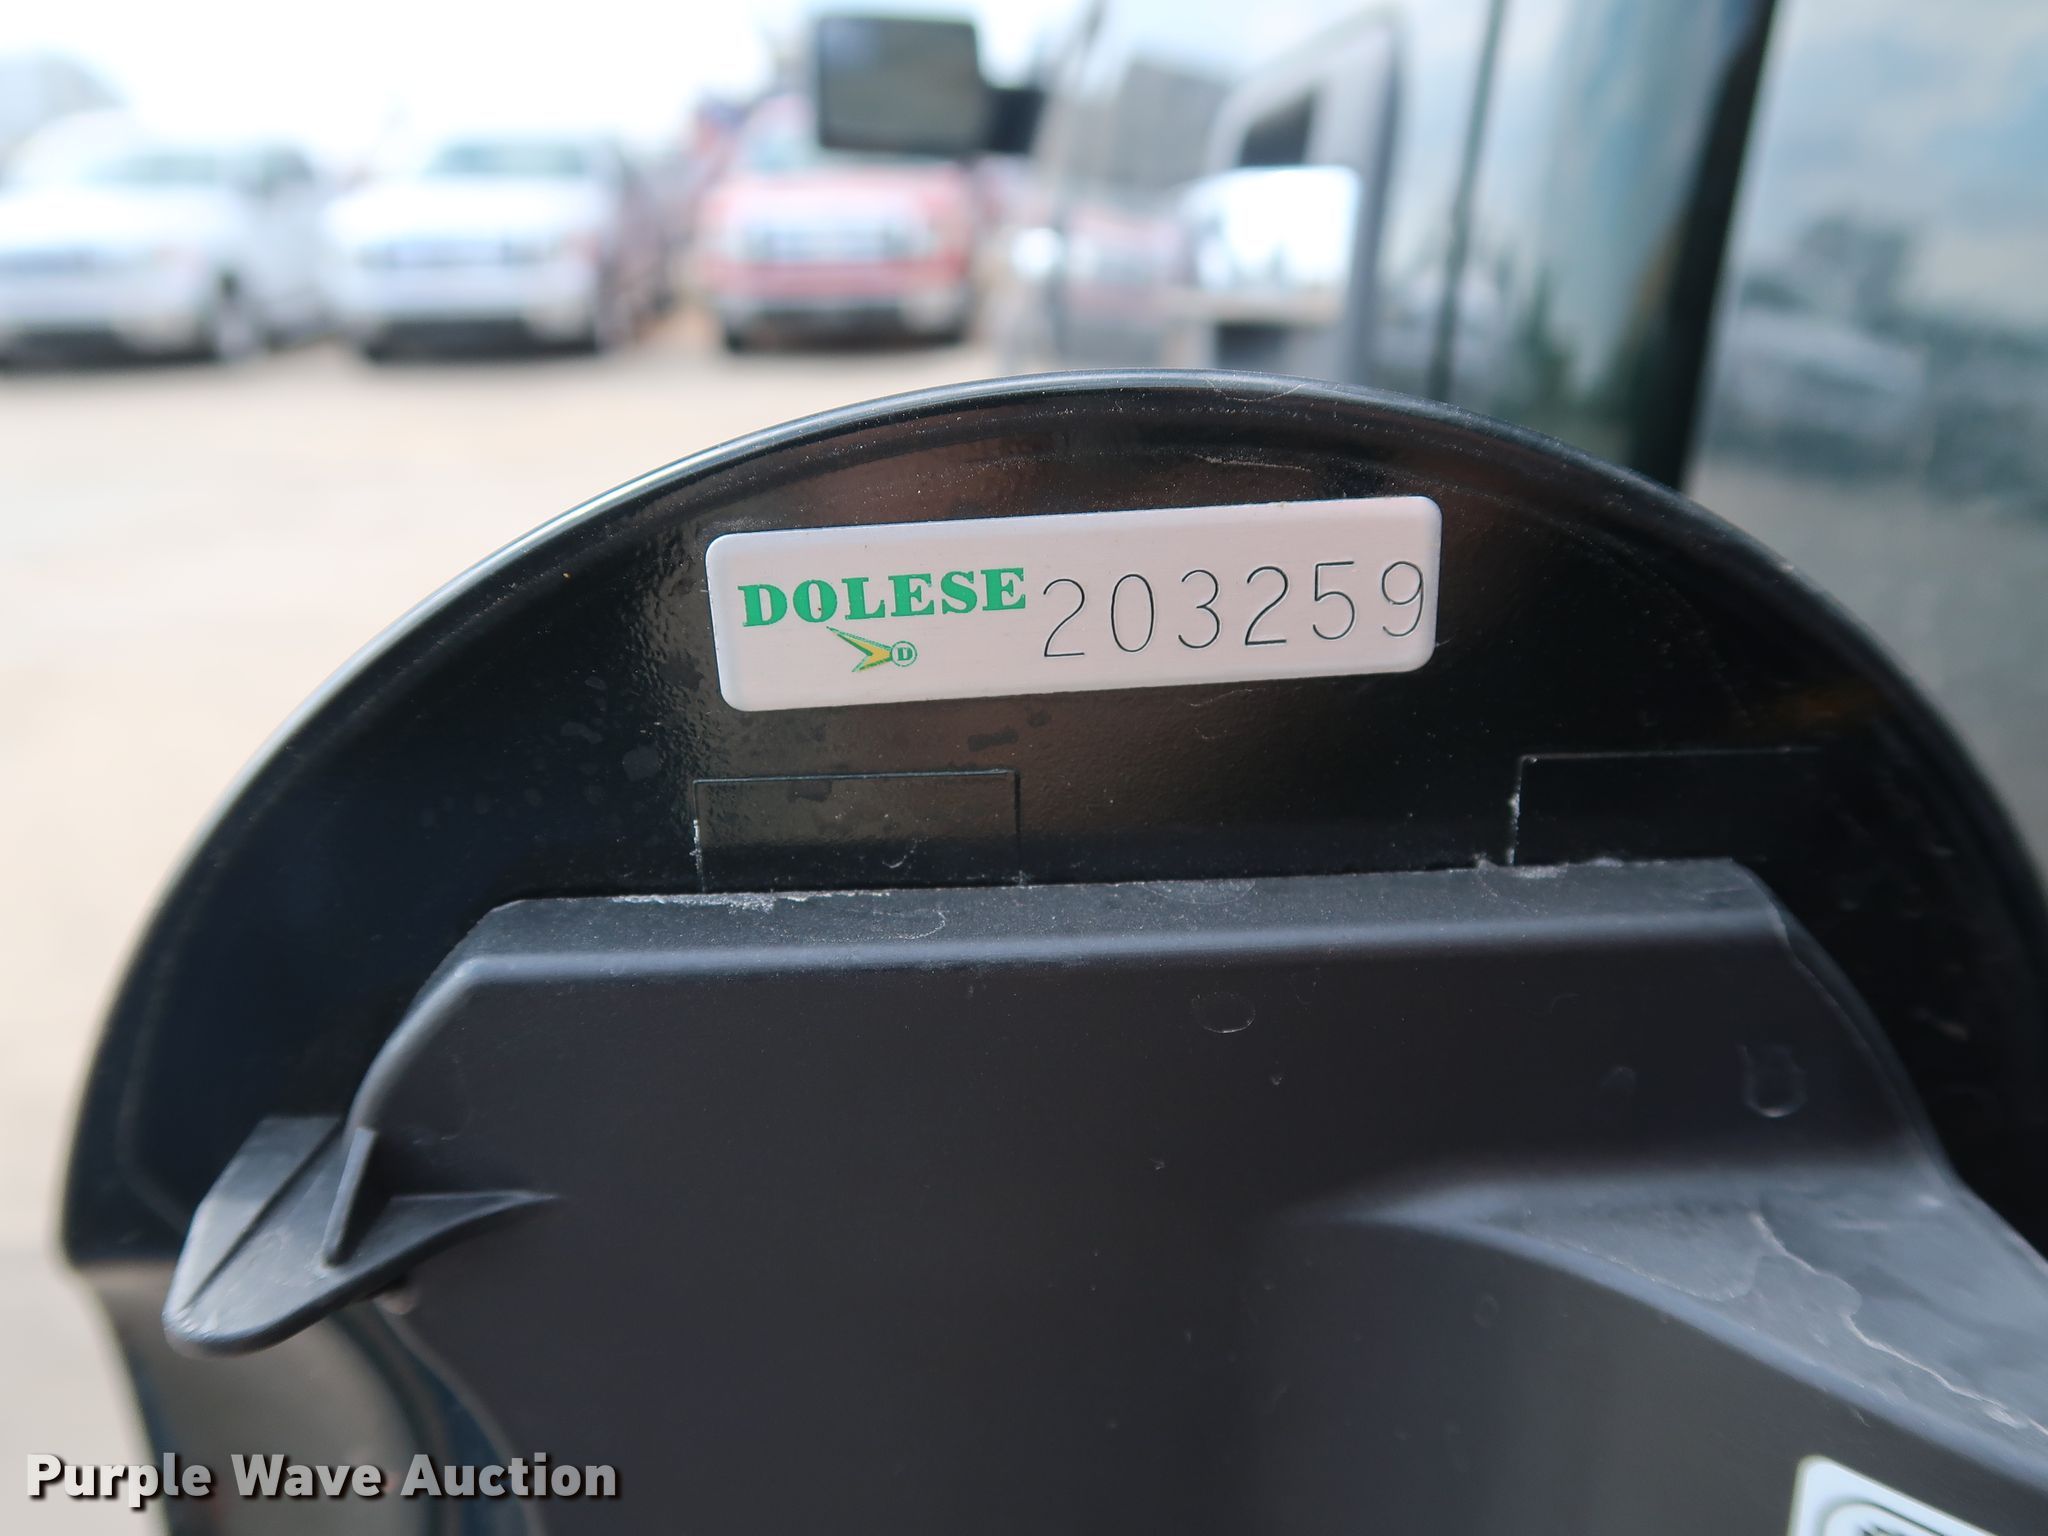 DOLESE 203259
D
Purple Wave Auction